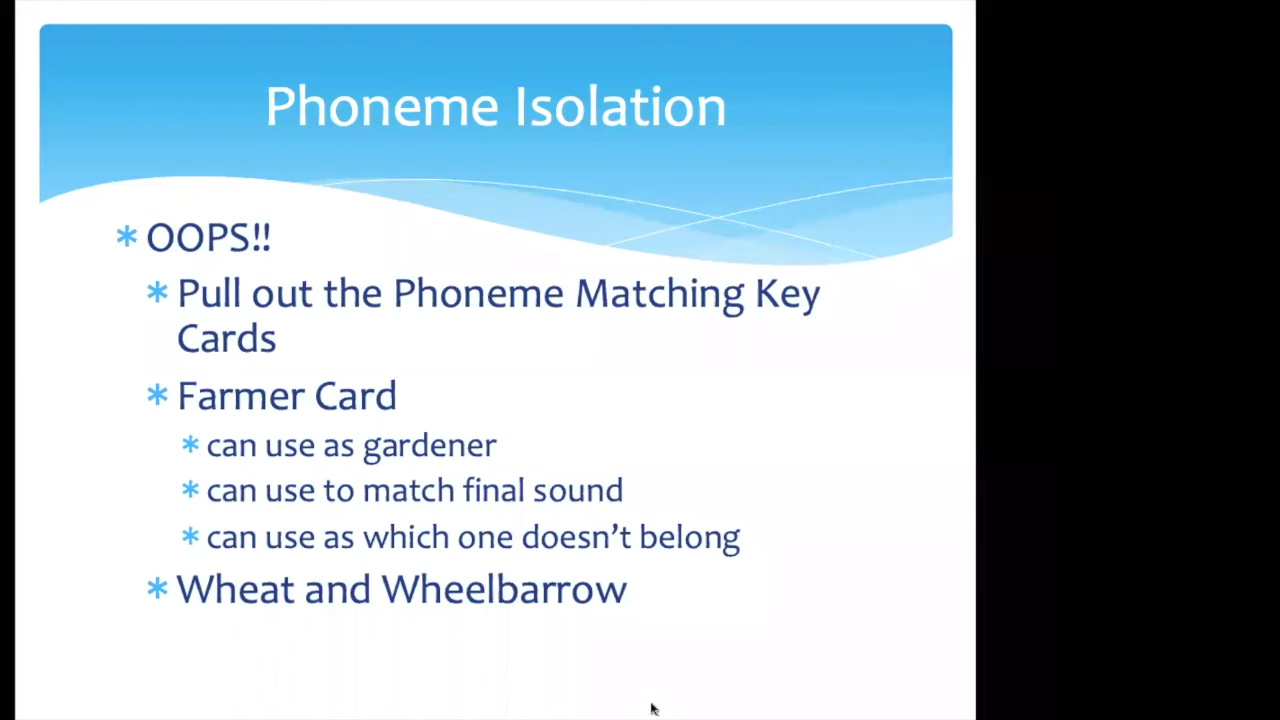 Phoneme Isolation
* OOPS!!
* Pull out the Phoneme Matching Key
Cards
* Farmer Card
* can use as gardener
* can use to match final sound
* can use as which one doesn’t belong
* Wheat and Wheelbarrow